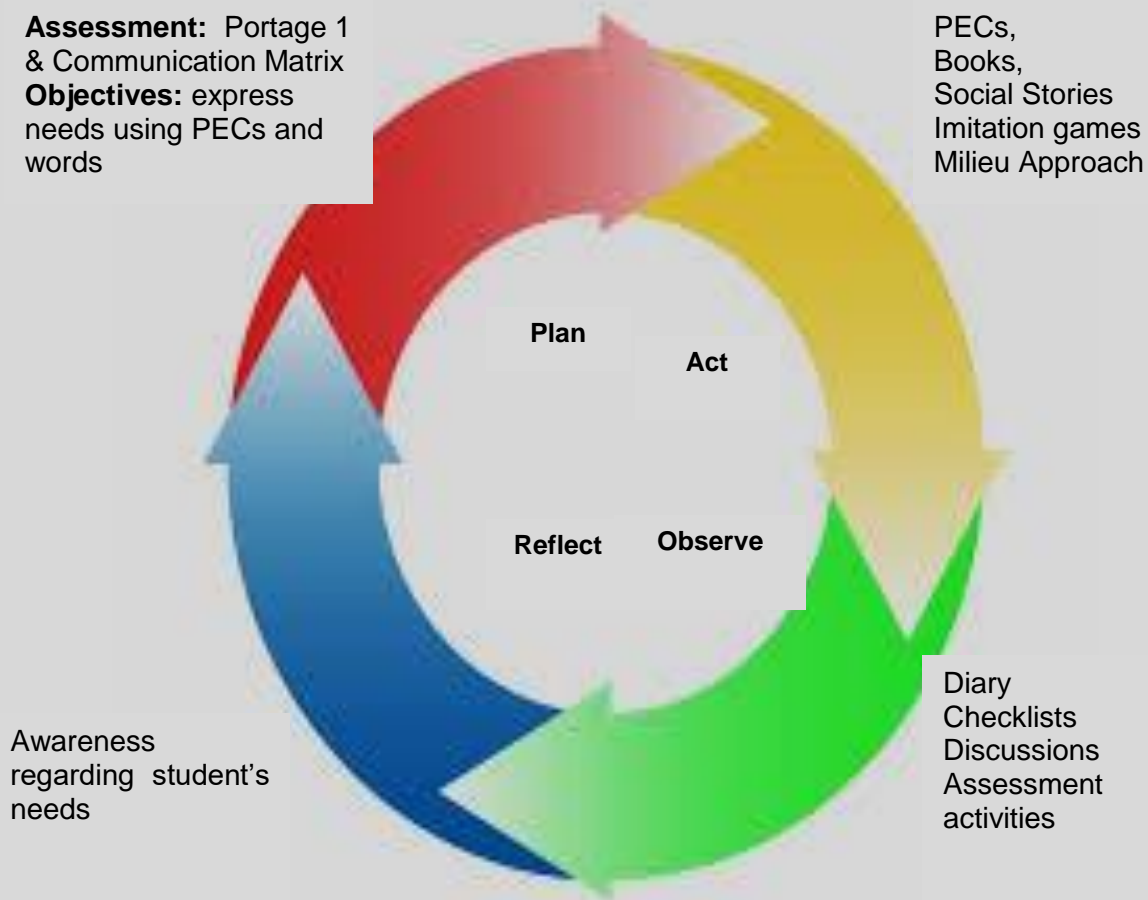 Assessment: Portage 1
& Communication Matrix
Objectives: express
needs using PECs and
words
PECs,
Books,
Social Stories
Imitation games
Milieu Approach
Plan
Act
Reflect
Observe
Awareness
regarding student's
needs
Diary
Checklists
Discussions
Assessment
activities